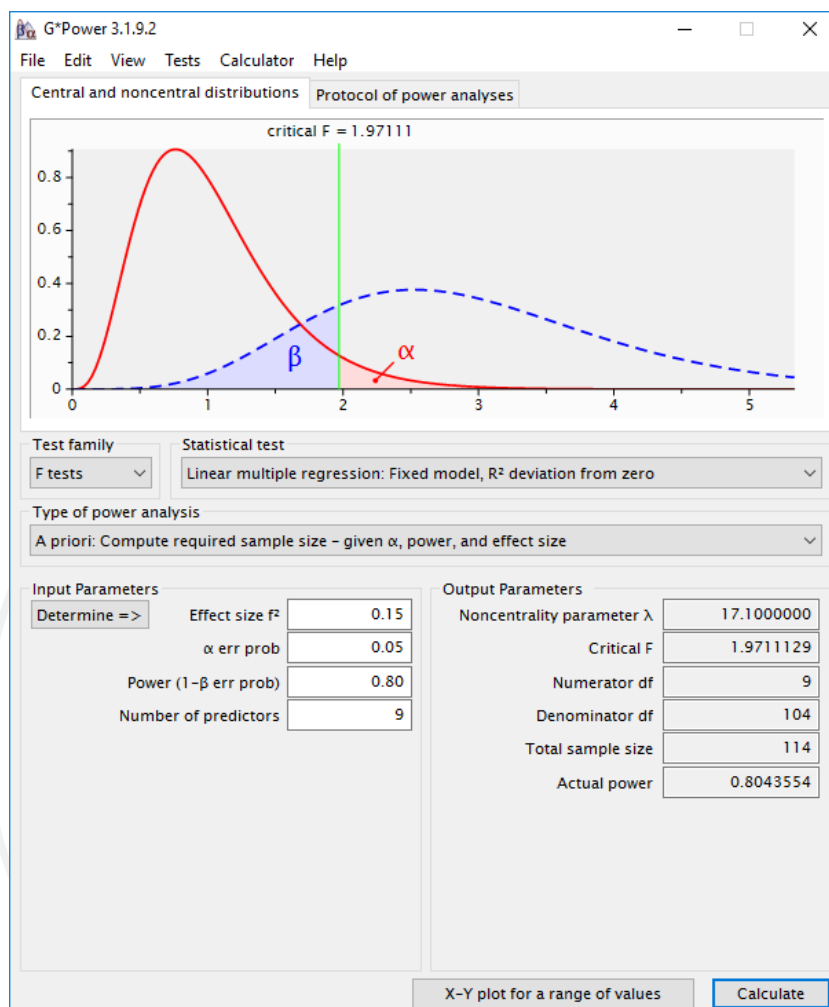 G*Power 3.1.9.2
File Edit View Tests Calculator Help
Central and noncentral distributions Protocol of power analyses
critical F = 1.97111
0.8
0.6
0.4
0.2
0
β
α
0 1 2 3 4 5
Test family Statistical test
F tests Linear multiple regression: Fixed model, R² deviation from zero
Type of power analysis
A priori: Compute required sample size – given α, power, and effect size
Input Parameters Output Parameters
Determine => Effect size f² 0.15 Noncentrality parameter λ 17.1000000
α err prob 0.05 Critical F 1.9711129
Power (1-β err prob) 0.80 Numerator df 9
Number of predictors 9 Denominator df 104
Total sample size 114
Actual power 0.8043554
X-Y plot for a range of values Calculate